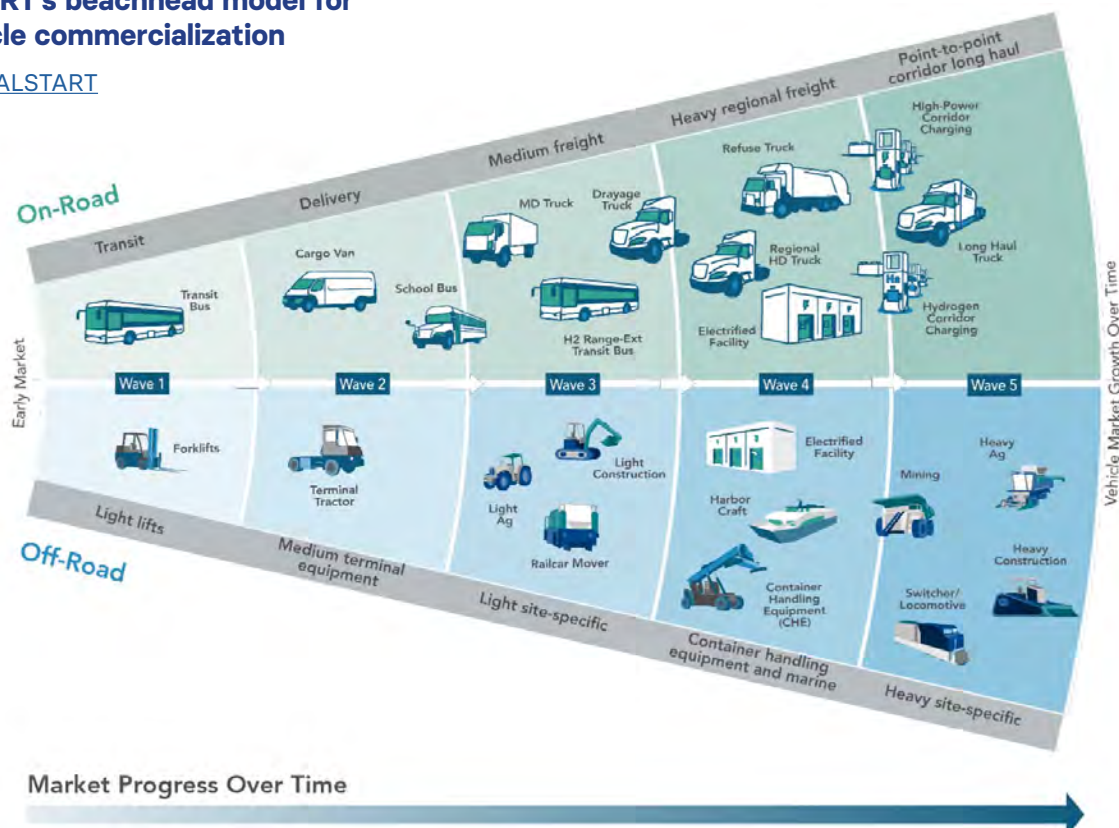 RT's beachhead model for
cle commercialization
ALSTART
Point-to-point
corridor long haul
Heavy regional freight
Medium freight
Delivery
Transit
On-Road
High-Power
Corridor
Charging
Refuse Truck
Drayage
Truck
MD Truck
Cargo Van
School Bus
Transit
Bus
Regional
HD Truck
Long Haul
Truck
H2 Range-Ext
Transit Bus
Electrified
Facility
Hydrogen
Corridor
Charging
Early Market
Wave 1
Wave 2
Wave 3
Wave 4
Wave 5
Vehicle Market Growth Over Time
Forklifts
Terminal
Tractor
Light
Construction
Light
Ag
Railcar Mover
Electrified
Facility
Harbor
Craft
Container
Handling
Equipment
(CHE)
Mining
Heavy
Ag
Heavy
Construction
Switcher/
Locomotive
Off-Road
Light lifts
Medium terminal
equipment
Light site-specific
Container handling
equipment and marine
Heavy site-specific
Market Progress Over Time